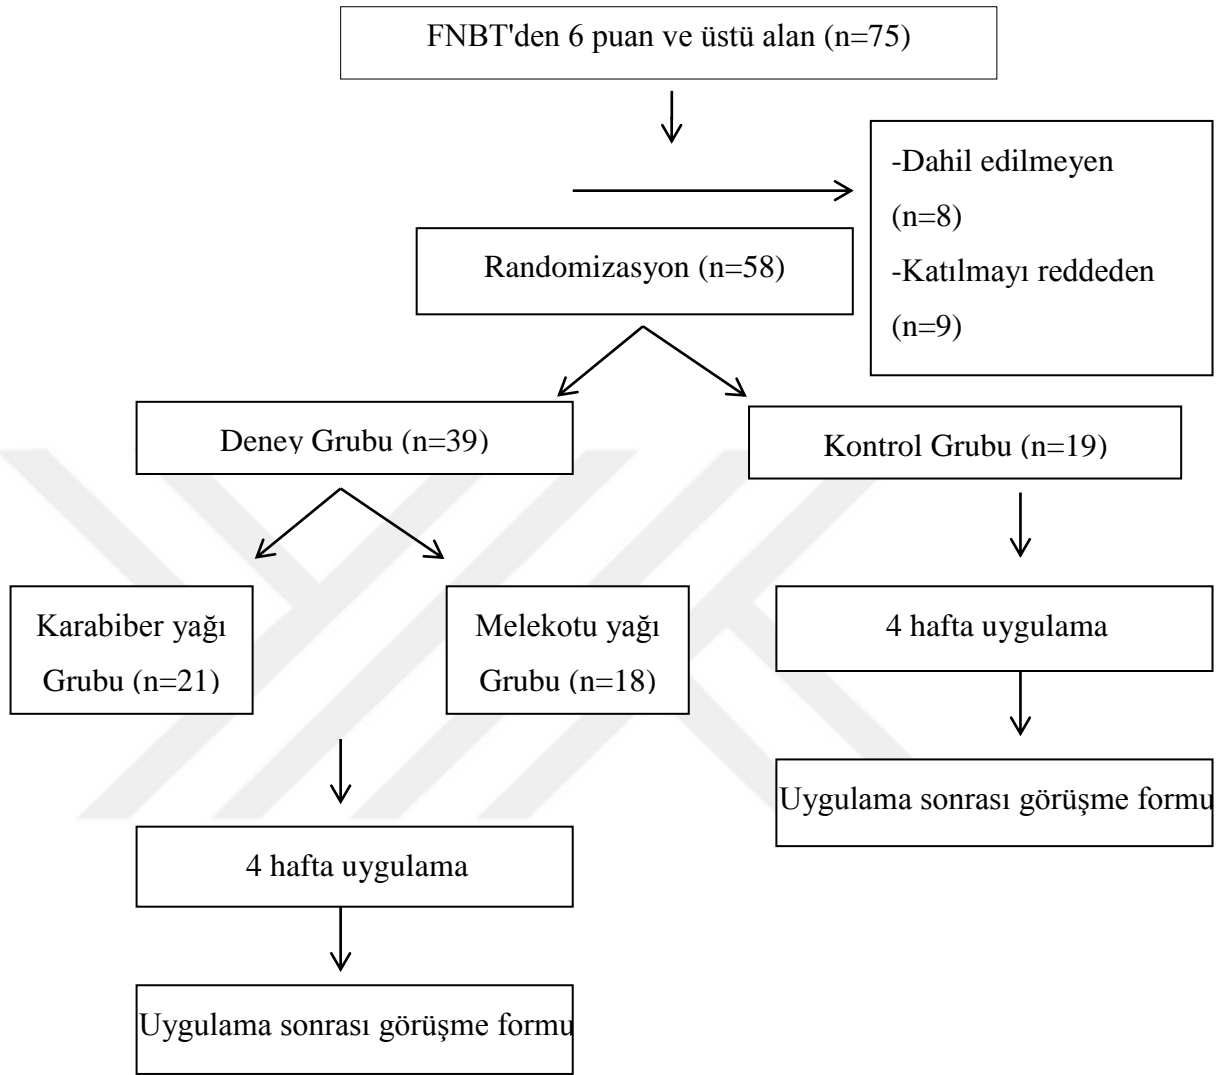 FNBT'den 6 puan ve üstü alan (n=75)
-Dahil edilmeyen
(n=8)
-Katılmayı reddeden
(n=9)
Randomizasyon (n=58)
Deney Grubu (n=39)
Kontrol Grubu (n=19)
Karabiber yağı
Grubu (n=21)
Melekotu yağı
Grubu (n=18)
4 hafta uygulama
Uygulama sonrası görüşme formu
4 hafta uygulama
Uygulama sonrası görüşme formu